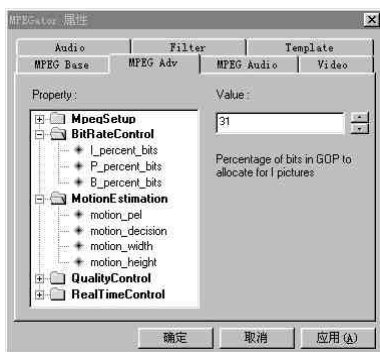 MPEGator 属性
Audio Filter Template
MPEG Base MPEG Adv MPEG Audio Video
Property :
Value :
MpegSetup
BitRateControl
I_percent_bits
P_percent_bits
B_percent_bits
MotionEstimation
motion_pel
motion_decision
motion_width
motion_height
QualityControl
RealTimeControl
31
Percentage of bits in GOP to
allocate for I pictures
确定 取消 应用(A)